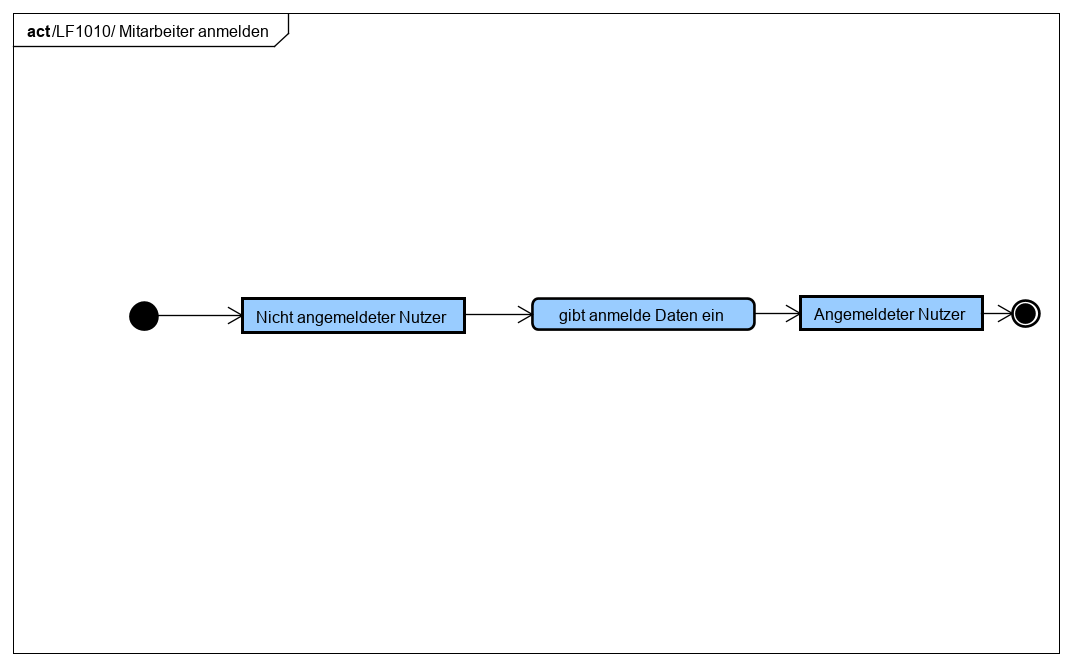 act/LF1010/ Mitarbeiter anmelden
Nicht angemeldeter Nutzer
gibt anmelde Daten ein
Angemeldeter Nutzer